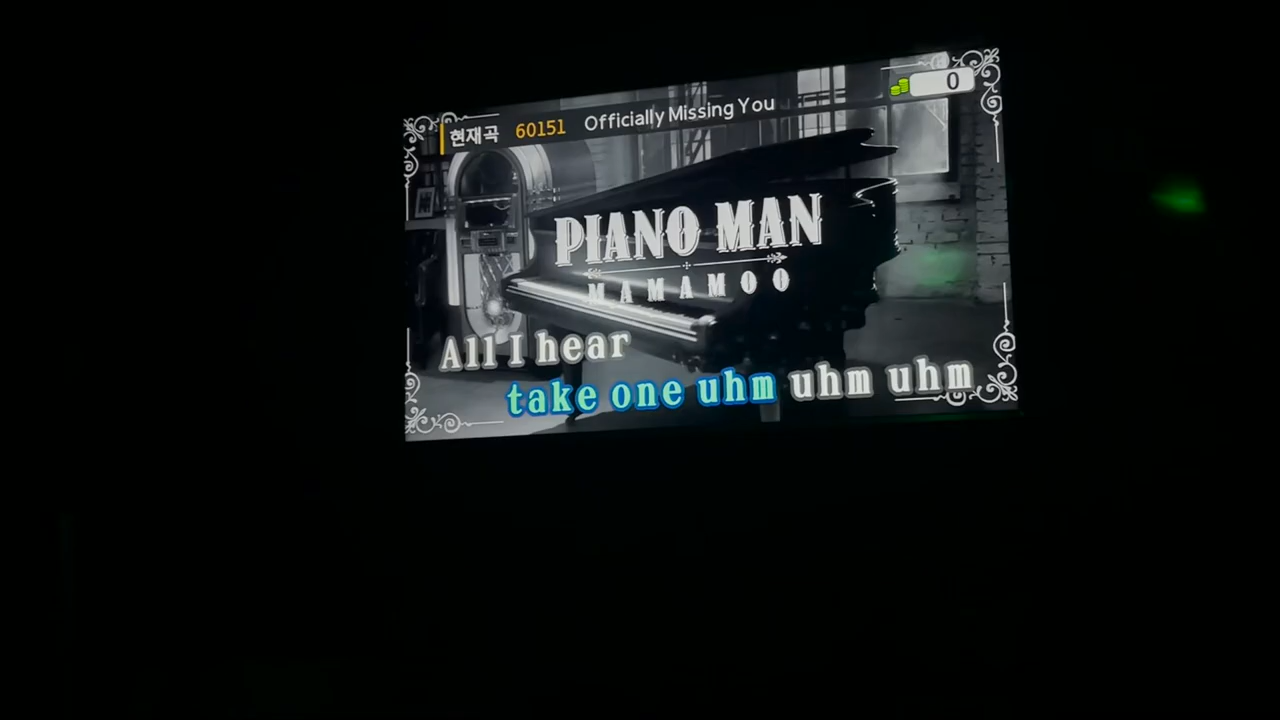 현재곡 60151 Officially Missing You 0
PIANO MAN
MAMAMOO
All I hear
take one uhm uhm uhm